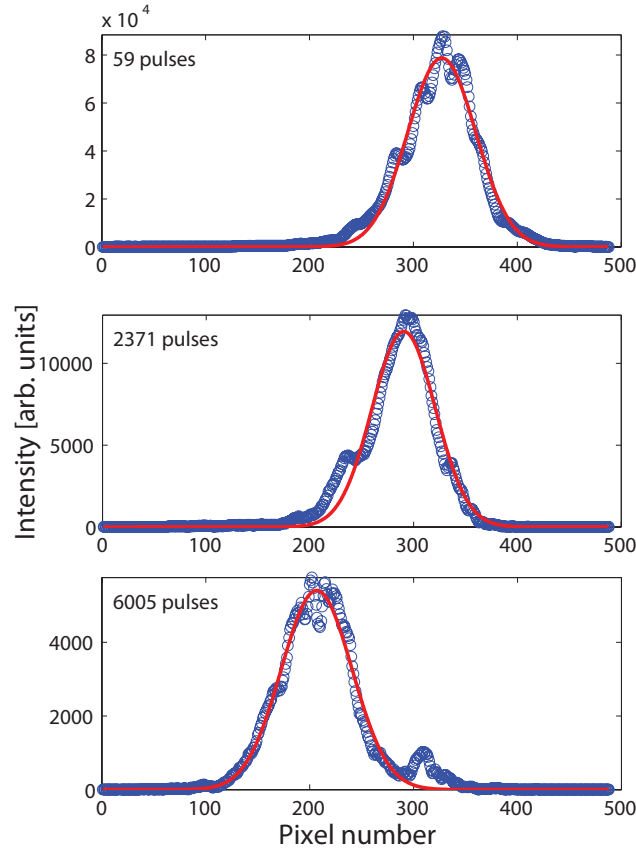 x 10⁴
59 pulses
8
6
4
2
0
0 100 200 300 400 500
2371 pulses
10000
5000
0
0 100 200 300 400 500
6005 pulses
4000
2000
0
0 100 200 300 400 500
Intensity [arb. units]
Pixel number